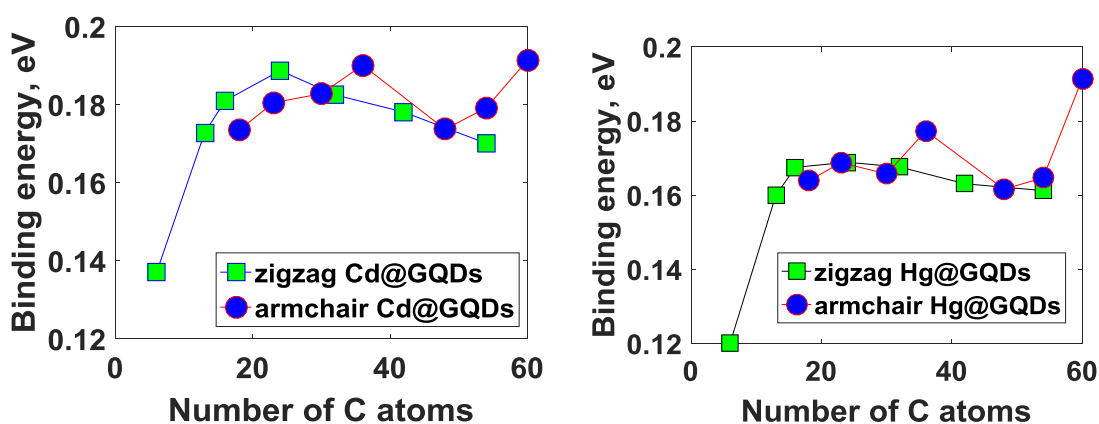 Binding energy, eV
0.2
0.18
0.16
0.14
0.12
zigzag Cd@GQDs
armchair Cd@GQDs
0 20 40 60
Number of C atoms
Binding energy, eV
0.2
0.18
0.16
0.14
0.12
zigzag Hg@GQDs
armchair Hg@GQDs
0 20 40 60
Number of C atoms